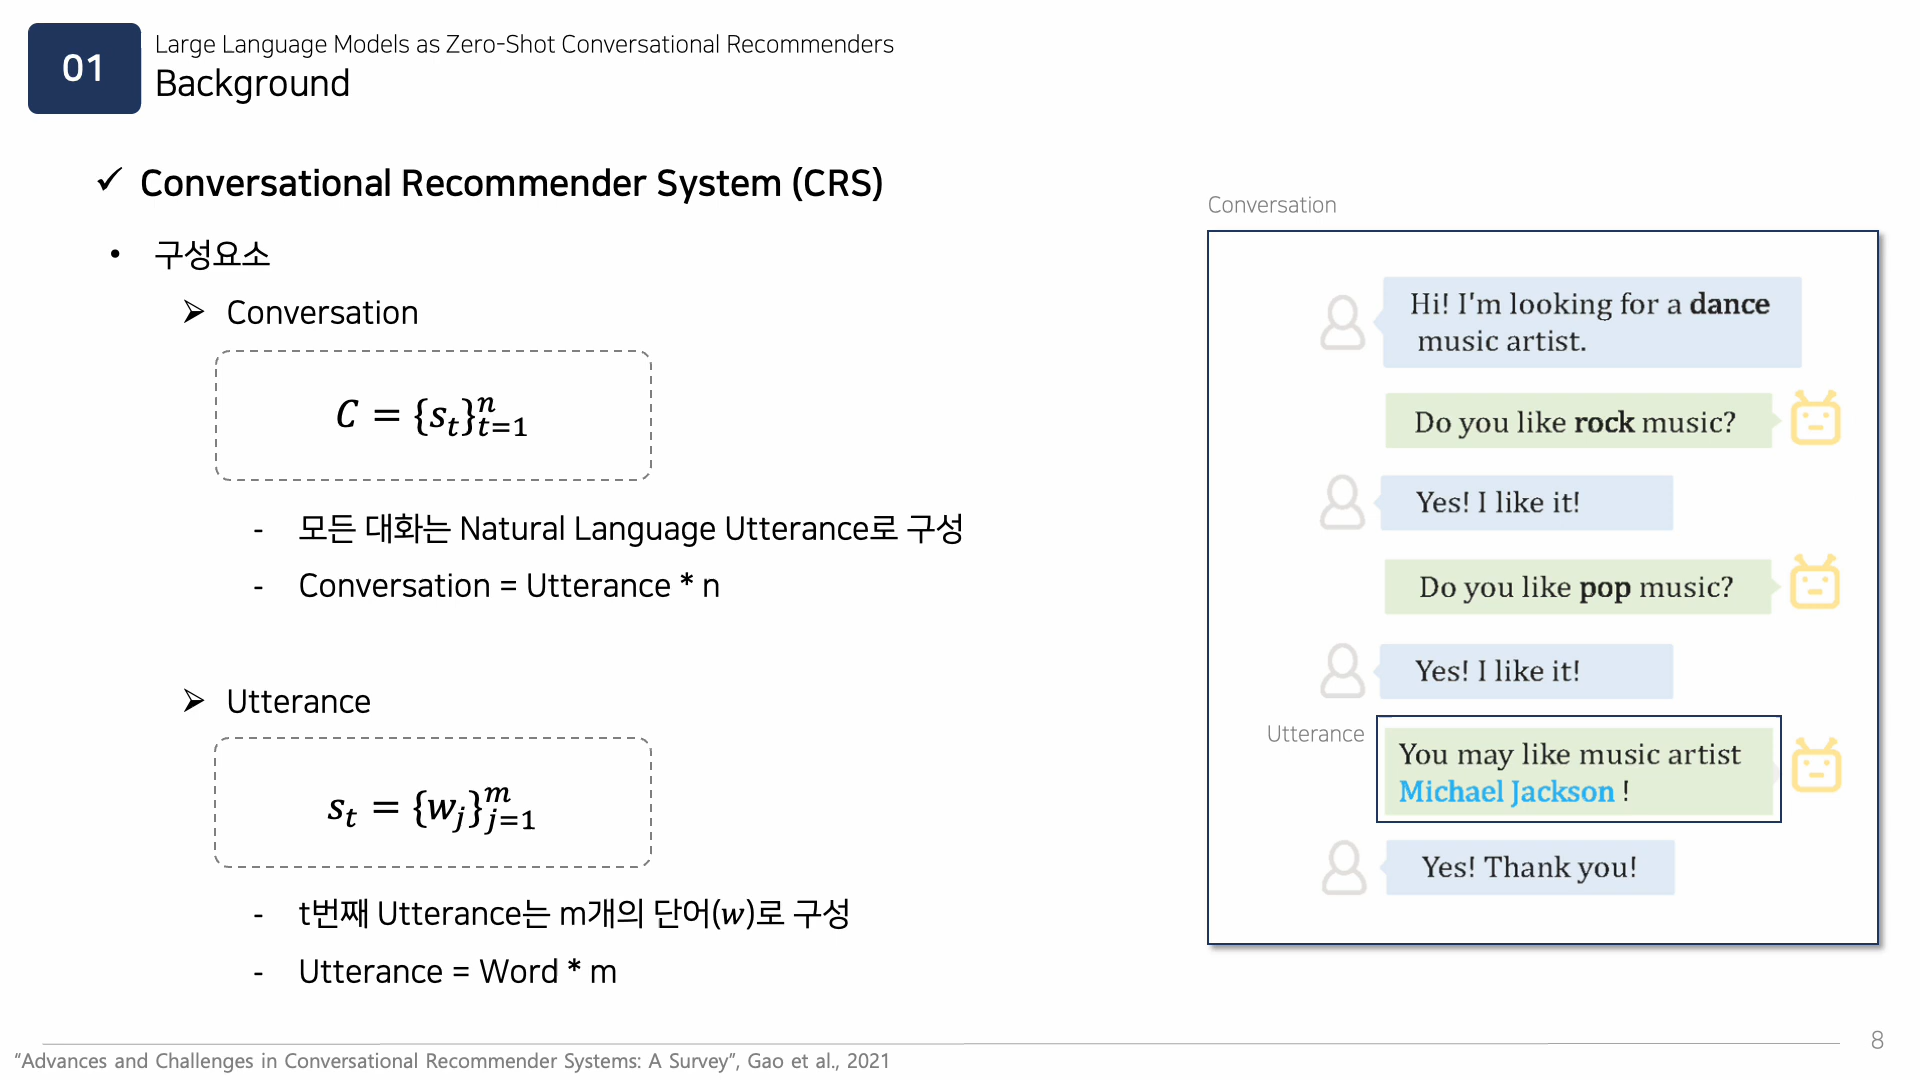 01
Large Language Models as Zero-Shot Conversational Recommenders
Background
✓ Conversational Recommender System (CRS)
• 구성요소
➢ Conversation
C = {s_t}_{t=1}^{n}
- 모든 대화는 Natural Language Utterance로 구성
- Conversation = Utterance * n
➢ Utterance
s_t = {w_j}_{j=1}^{m}
- t번째 Utterance는 m개의 단어(w)로 구성
- Utterance = Word * m
Conversation
Hi! I'm looking for a dance
music artist.
Do you like rock music?
Yes! I like it!
Do you like pop music?
Yes! I like it!
Utterance
You may like music artist
Michael Jackson !
Yes! Thank you!
8
“Advances and Challenges in Conversational Recommender Systems: A Survey”, Gao et al., 2021